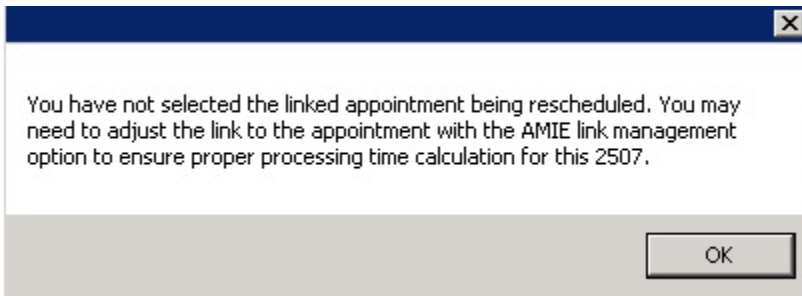 You have not selected the linked appointment being rescheduled. You may
need to adjust the link to the appointment with the AMIE link management
option to ensure proper processing time calculation for this 2507.
OK